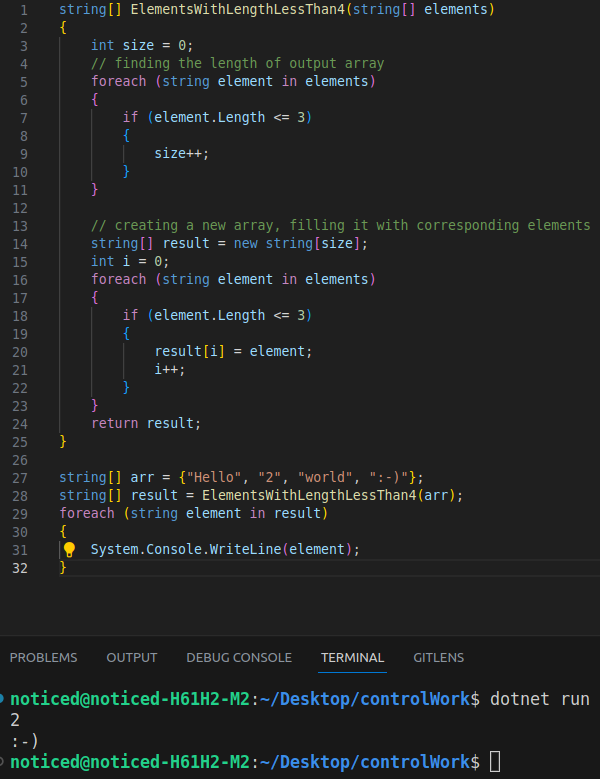 1 string[] ElementsWithLengthLessThan4(string[] elements)
2 {
3     int size = 0;
4     // finding the length of output array
5     foreach (string element in elements)
6     {
7         if (element.Length <= 3)
8         {
9             size++;
10         }
11     }
12
13     // creating a new array, filling it with corresponding elements
14     string[] result = new string[size];
15     int i = 0;
16     foreach (string element in elements)
17     {
18         if (element.Length <= 3)
19         {
20             result[i] = element;
21             i++;
22         }
23     }
24     return result;
25 }
26
27 string[] arr = {"Hello", "2", "world", ":-)"};
28 string[] result = ElementsWithLengthLessThan4(arr);
29 foreach (string element in result)
30 {
31     System.Console.WriteLine(element);
32 }
PROBLEMS OUTPUT DEBUG CONSOLE TERMINAL GITLENS
noticed@noticed-H61H2-M2:~/Desktop/controlWork$ dotnet run
2
:-)
noticed@noticed-H61H2-M2:~/Desktop/controlWork$